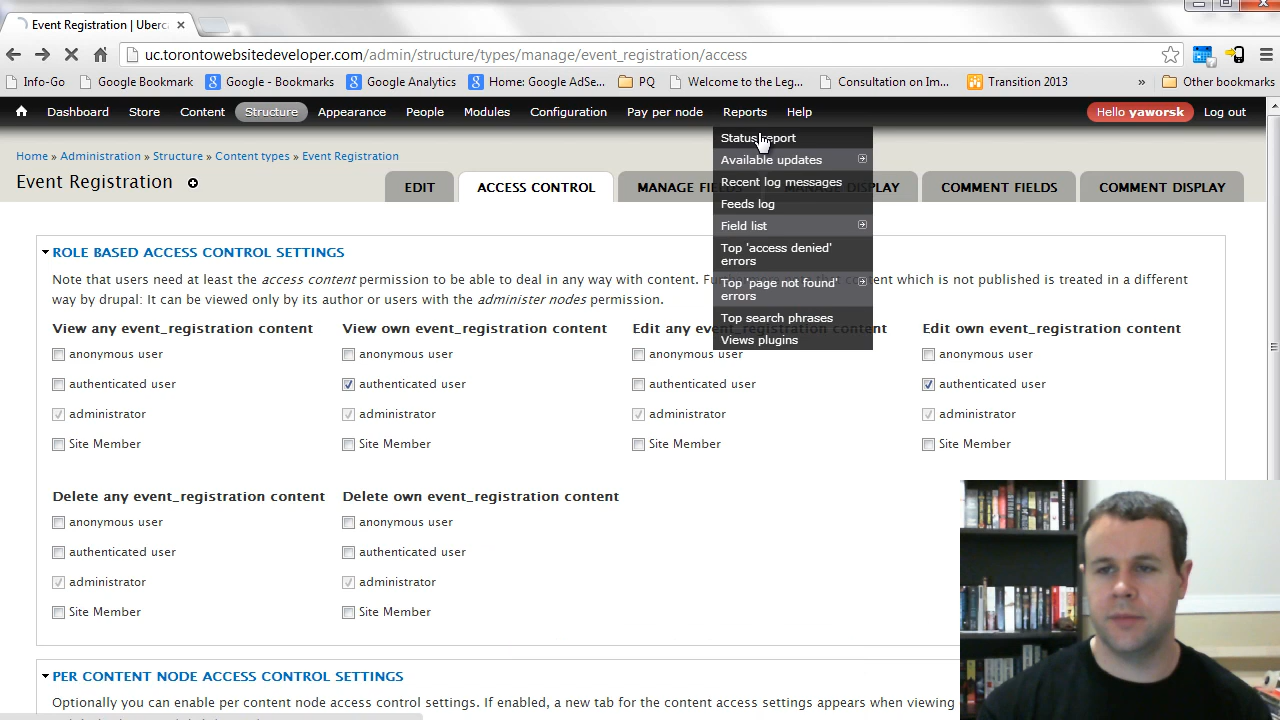 Event Registration | Uberc
uc.torontowebsitedeveloper.com/admin/structure/types/manage/event_registration/access
Info-Go Google Bookmark Google - Bookmarks Google Analytics Home: Google AdSe... PQ Welcome to the Leg... Consultation on Im... Transition 2013 » Other bookmarks
Dashboard Store Content Structure Appearance People Modules Configuration Pay per node Reports Help Hello yaworsk Log out
Status report
Available updates
Recent log messages
Feeds log
Field list
Top 'access denied'
errors
Top 'page not found'
errors
Top search phrases
Views plugins
Home » Administration » Structure » Content types » Event Registration
Event Registration
EDIT ACCESS CONTROL MANAGE FIELDS DISPLAY COMMENT FIELDS COMMENT DISPLAY
ROLE BASED ACCESS CONTROL SETTINGS
Note that users need at least the access content permission to be able to deal in any way with content. content which is not published is treated in a different
way by drupal: It can be viewed only by its author or users with the administer nodes permission.
View any event_registration content View own event_registration content Edit any event_registration content Edit own event_registration content
anonymous user anonymous user anonymous user anonymous user
authenticated user authenticated user authenticated user authenticated user
administrator administrator administrator administrator
Site Member Site Member Site Member Site Member
Delete any event_registration content Delete own event_registration content
anonymous user anonymous user
authenticated user authenticated user
administrator administrator
Site Member Site Member
PER CONTENT NODE ACCESS CONTROL SETTINGS
Optionally you can enable per content node access control settings. If enabled, a new tab for the content access settings appears when viewing